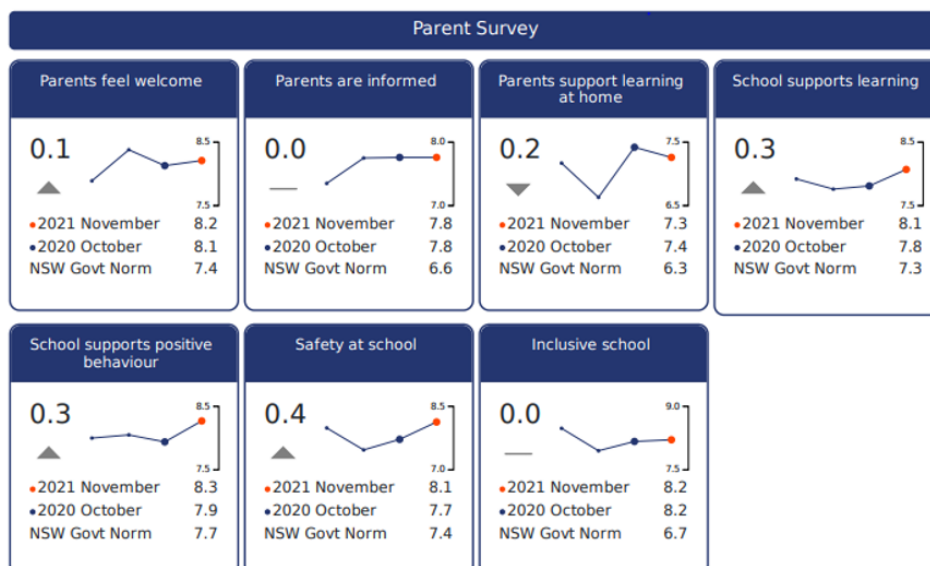 Parent Survey
Parents feel welcome
0.1
8.5
7.5
2021 November 8.2
2020 October 8.1
NSW Govt Norm 7.4
Parents are informed
0.0
8.0
7.0
2021 November 7.8
2020 October 7.8
NSW Govt Norm 6.6
Parents support learning
at home
0.2
7.5
6.5
2021 November 7.3
2020 October 7.4
NSW Govt Norm 6.3
School supports learning
0.3
8.5
7.5
2021 November 8.1
2020 October 7.8
NSW Govt Norm 7.3
School supports positive
behaviour
0.3
8.5
7.5
2021 November 8.3
2020 October 7.9
NSW Govt Norm 7.7
Safety at school
0.4
8.5
7.0
2021 November 8.1
2020 October 7.7
NSW Govt Norm 7.4
Inclusive school
0.0
9.0
7.5
2021 November 8.2
2020 October 8.2
NSW Govt Norm 6.7